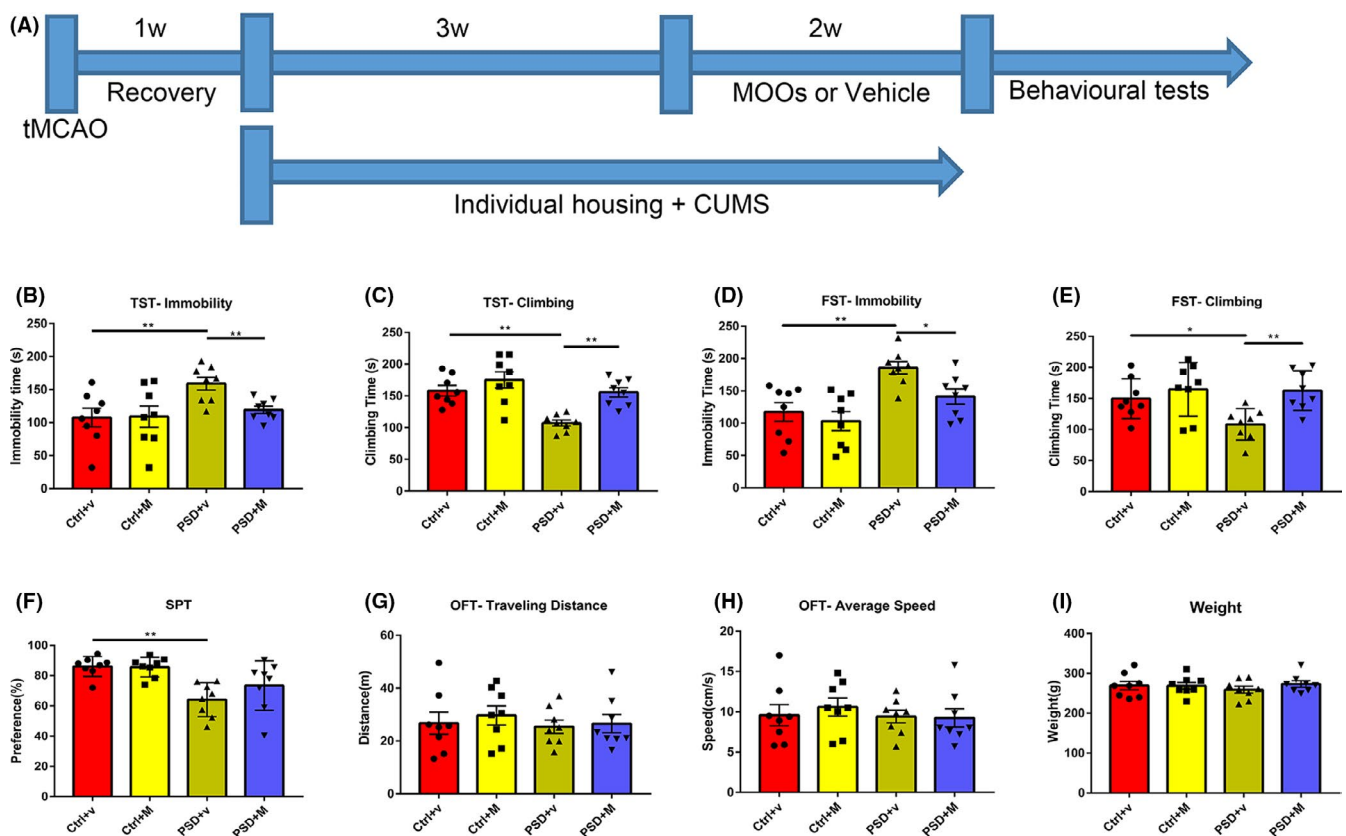 (A)
1w
3w
2w
Recovery
MOOs or Vehicle
Behavioural tests
tMCAO
Individual housing + CUMS
(B)
TST- Immobility
Immobility time (s)
250
200
150
100
50
0
**
**
Ctrl+v
Ctrl+M
PSD+v
PSD+M
(C)
TST- Climbing
Climbing Time (s)
250
200
150
100
50
0
**
**
Ctrl+v
Ctrl+M
PSD+v
PSD+M
(D)
FST- Immobility
Immobility Time (s)
250
200
150
100
50
0
**
*
Ctrl+v
Ctrl+M
PSD+v
PSD+M
(E)
FST- Climbing
Climbing Time (s)
250
200
150
100
50
0
*
**
Ctrl+v
Ctrl+M
PSD+v
PSD+M
(F)
SPT
Preference(%)
100
80
60
40
20
0
**
Ctrl+v
Ctrl+M
PSD+v
PSD+M
(G)
OFT- Traveling Distance
Distance(m)
60
40
20
0
Ctrl+v
Ctrl+M
PSD+v
PSD+M
(H)
OFT- Average Speed
Speed(cm/s)
20
15
10
5
0
Ctrl+v
Ctrl+M
PSD+v
PSD+M
(I)
Weight
Weight(g)
400
300
200
100
0
Ctrl+v
Ctrl+M
PSD+v
PSD+M